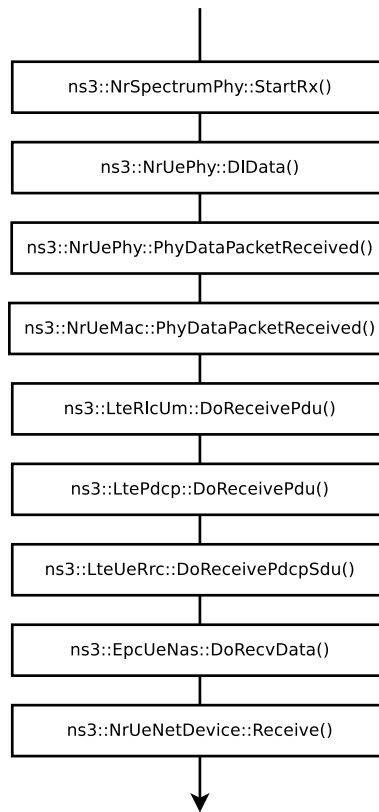 ns3::NrSpectrumPhy::StartRx()
ns3::NrUePhy::DlData()
ns3::NrUePhy::PhyDataPacketReceived()
ns3::NrUeMac::PhyDataPacketReceived()
ns3::LteRlcUm::DoReceivePdu()
ns3::LtePdcp::DoReceivePdu()
ns3::LteUeRrc::DoReceivePdcpSdu()
ns3::EpcUeNas::DoRecvData()
ns3::NrUeNetDevice::Receive()